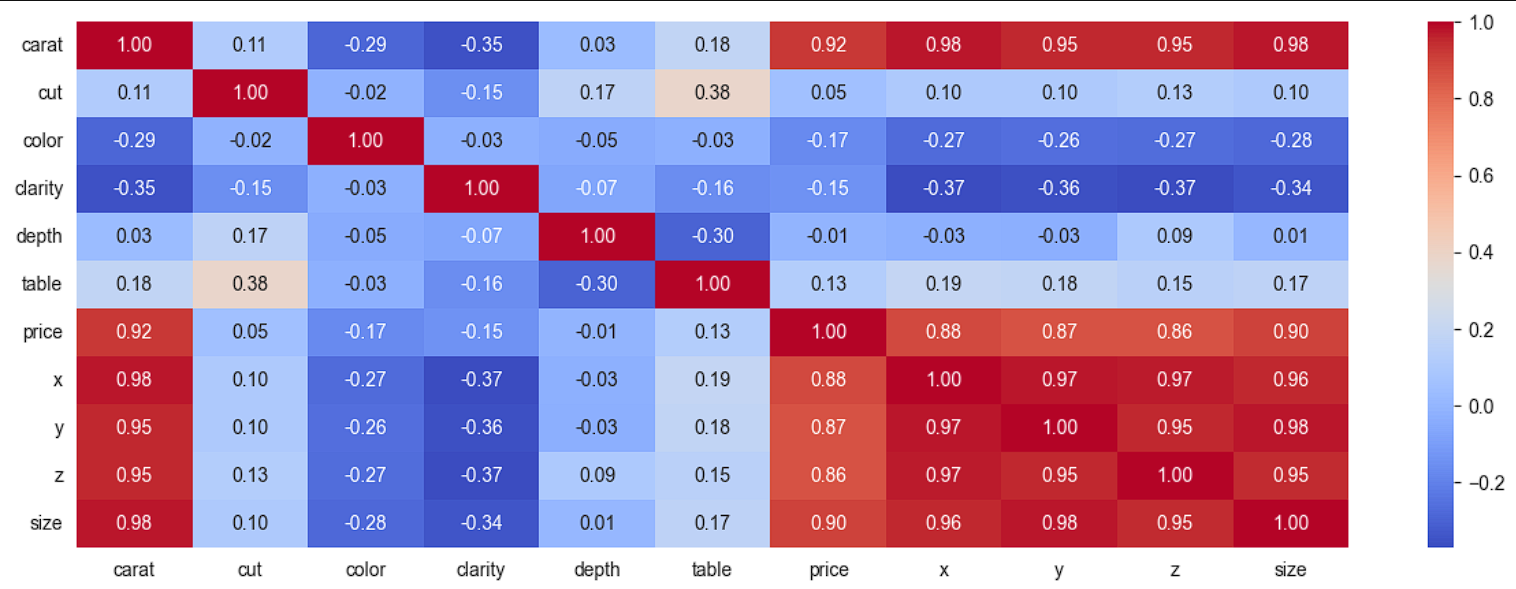 carat 1.00 0.11 -0.29 -0.35 0.03 0.18 0.92 0.98 0.95 0.95 0.98
cut 0.11 1.00 -0.02 -0.15 0.17 0.38 0.05 0.10 0.10 0.13 0.10
color -0.29 -0.02 1.00 -0.03 -0.05 -0.03 -0.17 -0.27 -0.26 -0.27 -0.28
clarity -0.35 -0.15 -0.03 1.00 -0.07 -0.16 -0.15 -0.37 -0.36 -0.37 -0.34
depth 0.03 0.17 -0.05 -0.07 1.00 -0.30 -0.01 -0.03 -0.03 0.09 0.01
table 0.18 0.38 -0.03 -0.16 -0.30 1.00 0.13 0.19 0.18 0.15 0.17
price 0.92 0.05 -0.17 -0.15 -0.01 0.13 1.00 0.88 0.87 0.86 0.90
x 0.98 0.10 -0.27 -0.37 -0.03 0.19 0.88 1.00 0.97 0.97 0.96
y 0.95 0.10 -0.26 -0.36 -0.03 0.18 0.87 0.97 1.00 0.95 0.98
z 0.95 0.13 -0.27 -0.37 0.09 0.15 0.86 0.97 0.95 1.00 0.95
size 0.98 0.10 -0.28 -0.34 0.01 0.17 0.90 0.96 0.98 0.95 1.00
carat cut color clarity depth table price x y z size
1.0
0.8
0.6
0.4
0.2
0.0
−0.2